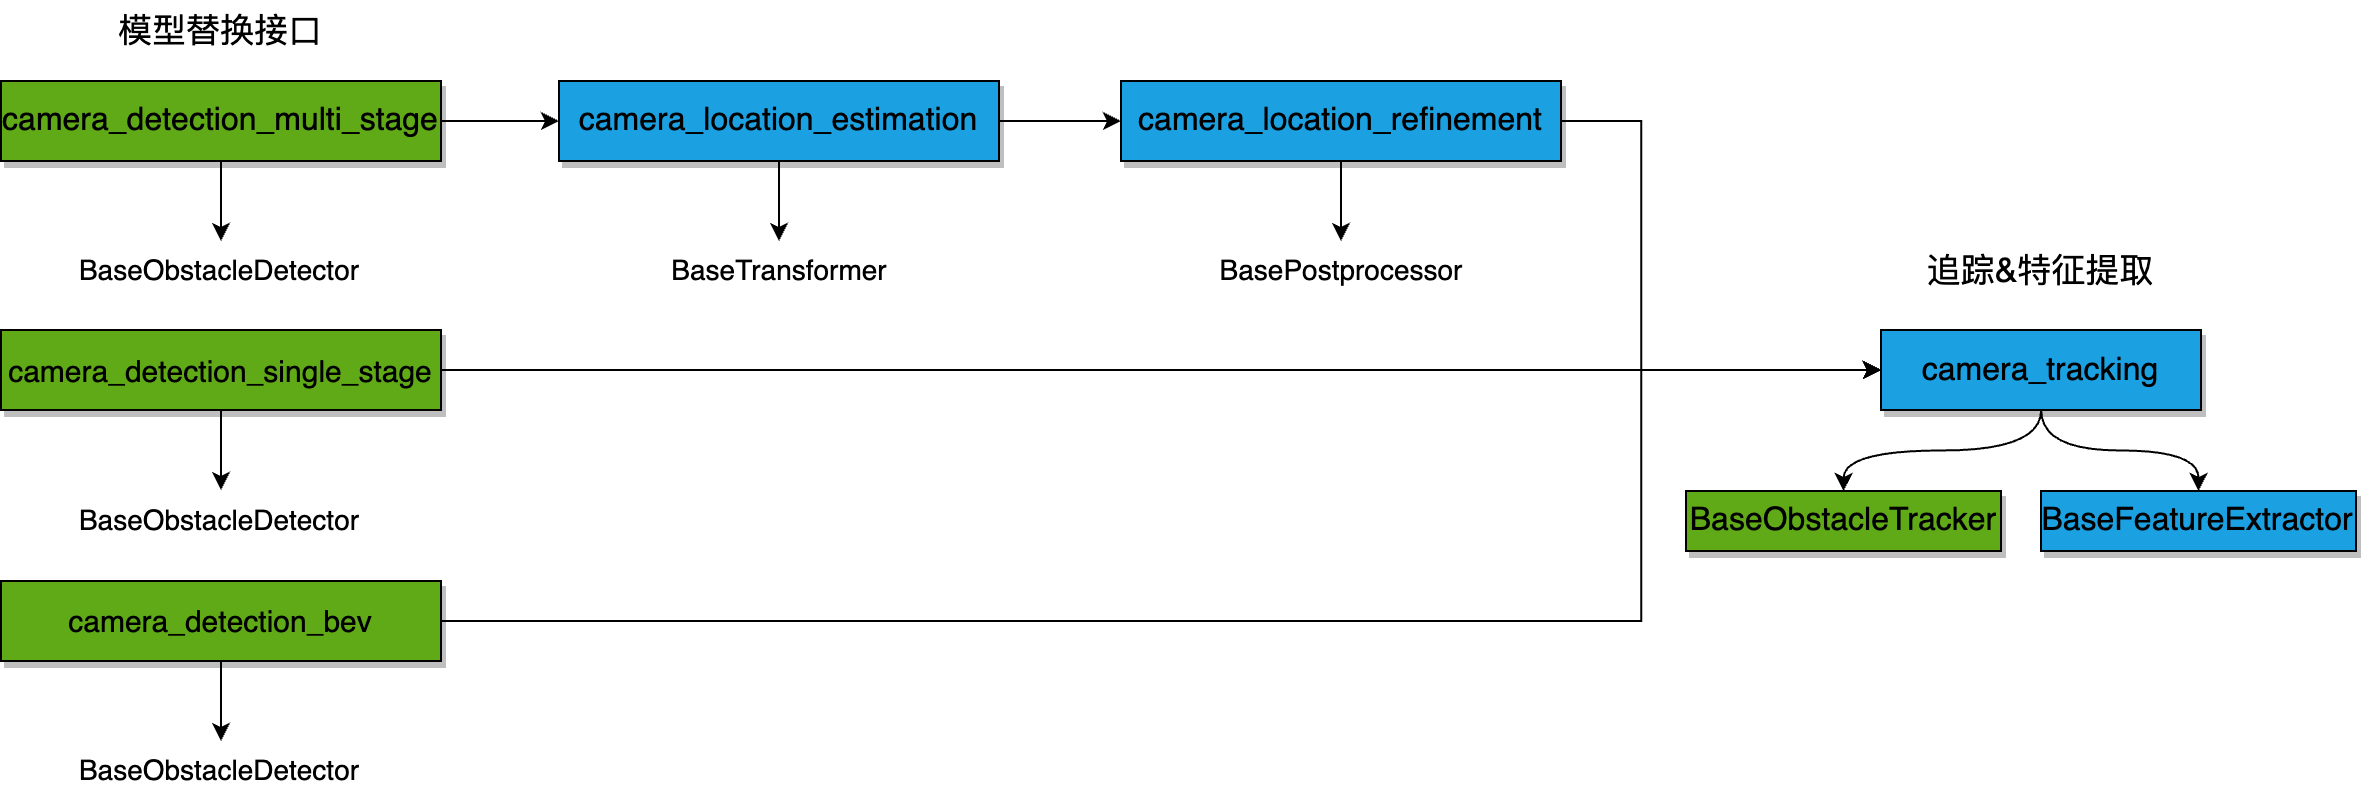 模型替换接口
camera_detection_multi_stage
camera_location_estimation
camera_location_refinement
BaseObstacleDetector
BaseTransformer
BasePostprocessor
追踪&特征提取
camera_detection_single_stage
camera_tracking
BaseObstacleDetector
BaseObstacleTracker
BaseFeatureExtractor
camera_detection_bev
BaseObstacleDetector